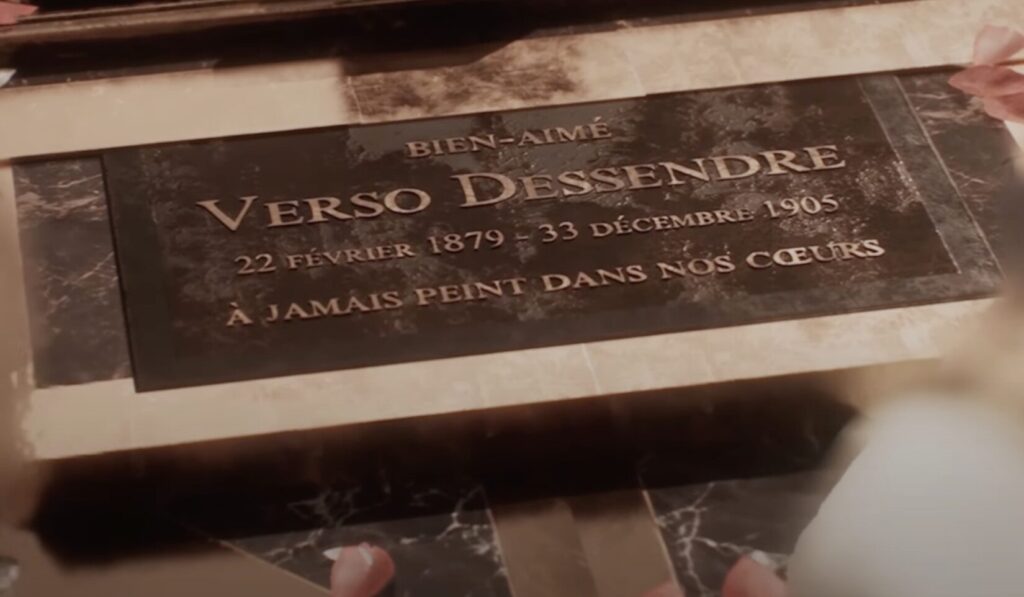 BIEN-AIMÉ
VERSO DESSENDRE
22 FÉVRIER 1879 - 33 DÉCEMBRE 1905
À JAMAIS PEINT DANS NOS CŒURS